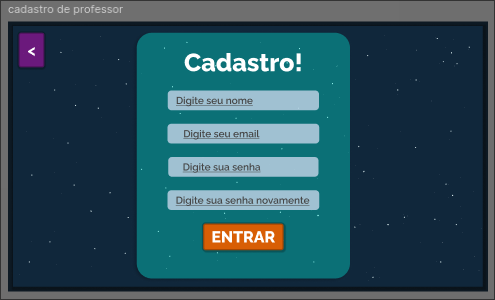 cadastro de professor
<
Cadastro!
Digite seu nome
Digite seu email
Digite sua senha
Digite sua senha novamente
ENTRAR